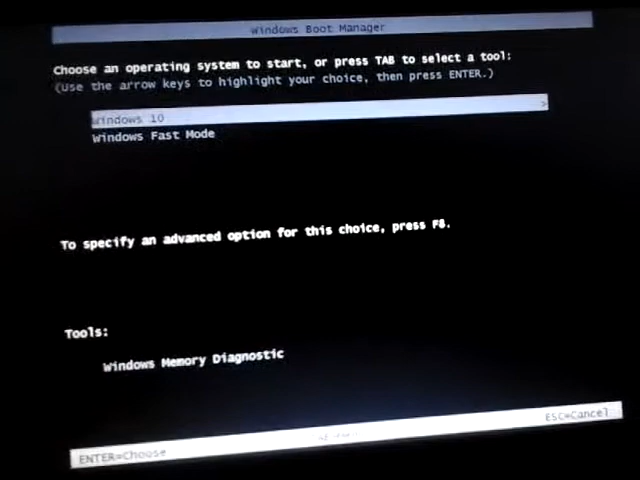 Windows Boot Manager
Choose an operating system to start, or press TAB to select a tool:
(Use the arrow keys to highlight your choice, then press ENTER.)
Windows 10 >
Windows Fast Mode
To specify an advanced option for this choice, press F8.
Tools:
Windows Memory Diagnostic
ENTER=Choose ESC=Cancel